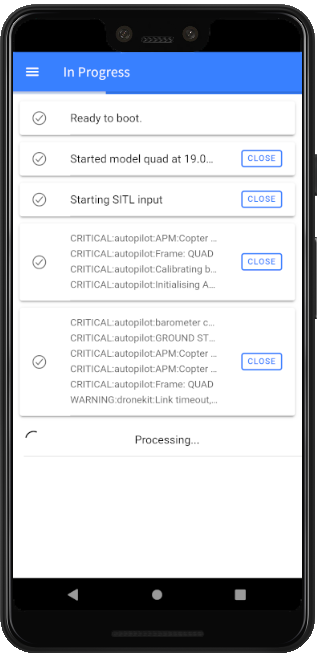 In Progress
Ready to boot.
Started model quad at 19.0...
CLOSE
Starting SITL input
CLOSE
CRITICAL:autopilot:APM:Copter ...
CRITICAL:autopilot:Frame: QUAD
CRITICAL:autopilot:Calibrating b...
CRITICAL:autopilot:Initialising A...
CLOSE
CRITICAL:autopilot:barometer c...
CRITICAL:autopilot:GROUND ST...
CRITICAL:autopilot:APM:Copter ...
CRITICAL:autopilot:APM:Copter ...
CRITICAL:autopilot:Frame: QUAD
WARNING:dronekit:Link timeout,...
CLOSE
Processing...